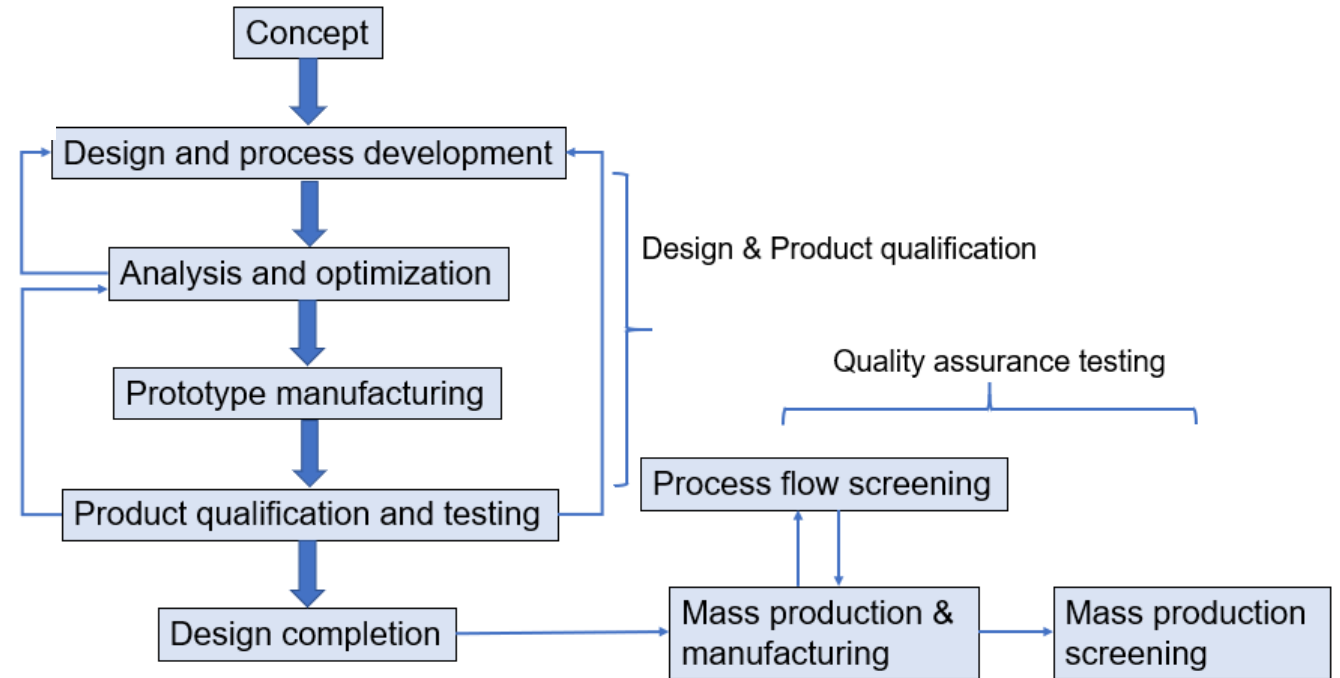 Concept
Design and process development
Analysis and optimization
Prototype manufacturing
Product qualification and testing
Design completion
Design & Product qualification
Quality assurance testing
Process flow screening
Mass production &
manufacturing
Mass production
screening